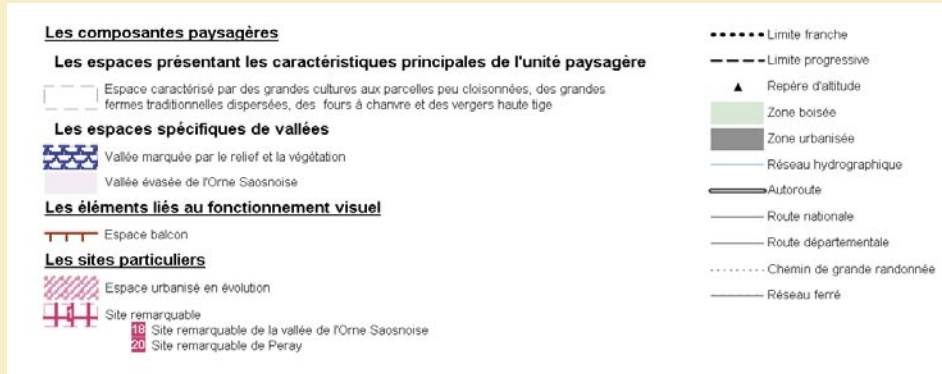 Les composantes paysagères
Les espaces présentant les caractéristiques principales de l'unité paysagère
Espace caractérisé par des grandes cultures aux parcelles peu cloisonnées, des grandes
fermes traditionnelles dispersées, des fours à chanvre et des vergers haute tige
Les espaces spécifiques de vallées
Vallée marquée par le relief et la végétation
Vallée évasée de l'Orne Saosnoise
Les éléments liés au fonctionnement visuel
Espace balcon
Les sites particuliers
Espace urbanisé en évolution
Site remarquable
18 Site remarquable de la vallée de l'Orne Saosnoise
20 Site remarquable de Peray
Limite franche
Limite progressive
Repère d'altitude
Zone boisée
Zone urbanisée
Réseau hydrographique
Autoroute
Route nationale
Route départementale
Chemin de grande randonnée
Réseau ferré